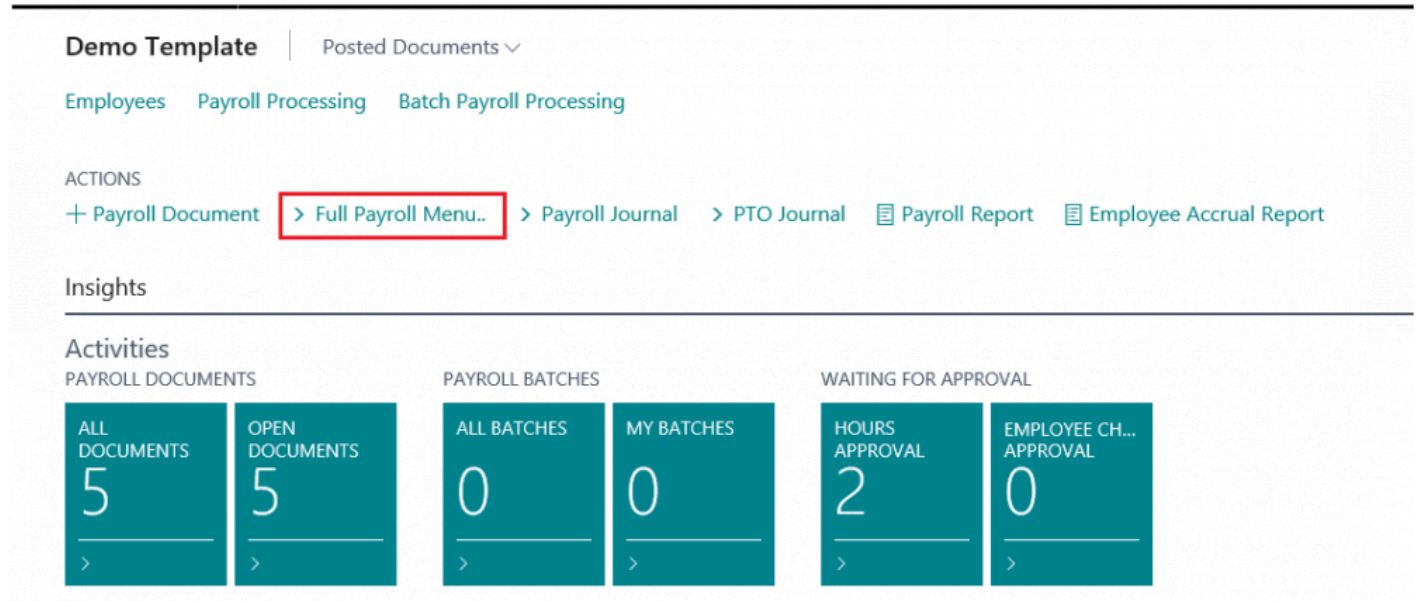 Demo Template Posted Documents
Employees Payroll Processing Batch Payroll Processing
ACTIONS
+ Payroll Document > Full Payroll Menu.. > Payroll Journal > PTO Journal Payroll Report Employee Accrual Report
Insights
Activities
PAYROLL DOCUMENTS PAYROLL BATCHES WAITING FOR APPROVAL
ALL DOCUMENTS
5
>
OPEN DOCUMENTS
5
>
ALL BATCHES
0
>
MY BATCHES
0
>
HOURS APPROVAL
2
>
EMPLOYEE CH... APPROVAL
0
>